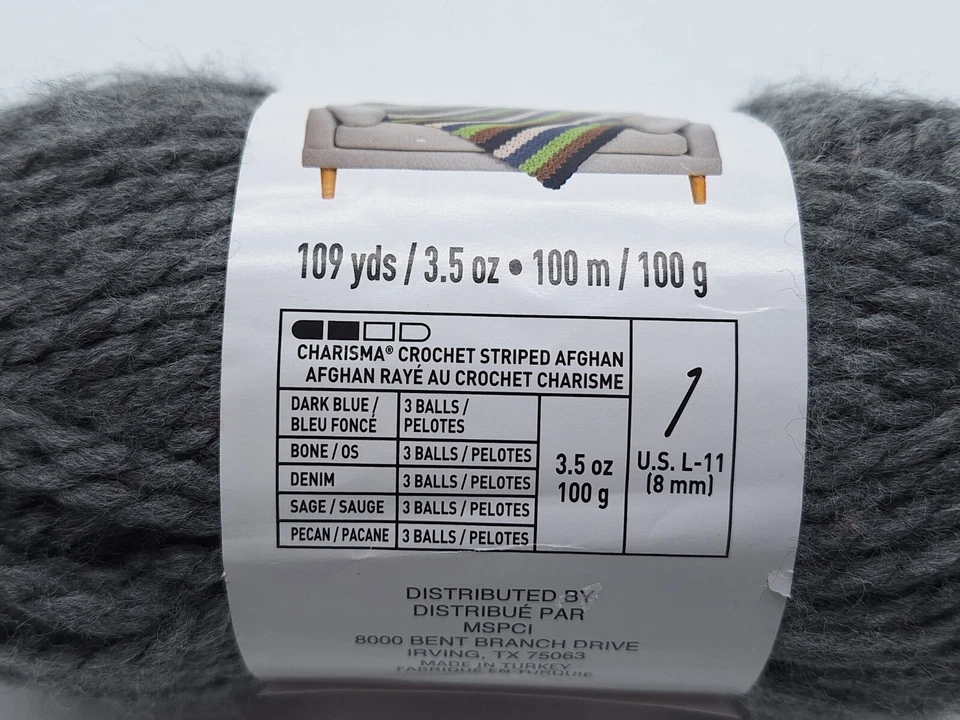 109 yds / 3.5 oz • 100 m / 100 g
CHARISMA® CROCHET STRIPED AFGHAN
AFGHAN RAYÉ AU CROCHET CHARISME
DARK BLUE / 3 BALLS /
BLEU FONCÉ PELOTES
BONE / OS 3 BALLS / PELOTES
DENIM 3 BALLS / PELOTES
SAGE / SAUGE 3 BALLS / PELOTES
PECAN / PACANE 3 BALLS / PELOTES
3.5 oz
100 g
U.S. L-11
(8 mm)
DISTRIBUTED BY
DISTRIBUÉ PAR
MSPCI
8000 BENT BRANCH DRIVE
IRVING, TX 75063
MADE IN TURKEY
FABRIQUÉ EN TURQUIE